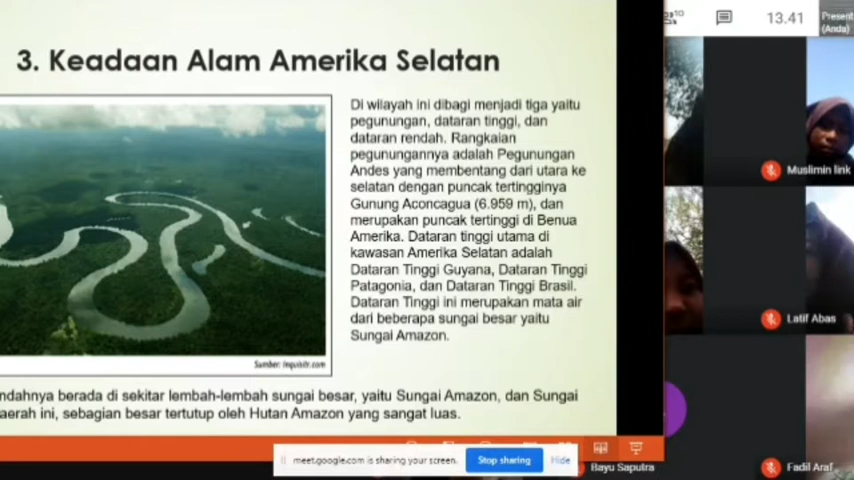 3. Keadaan Alam Amerika Selatan
Di wilayah ini dibagi menjadi tiga yaitu
pegunungan, dataran tinggi, dan
dataran rendah. Rangkaian
pegunungannya adalah Pegunungan
Andes yang membentang dari utara ke
selatan dengan puncak tertingginya
Gunung Aconcagua (6.959 m), dan
merupakan puncak tertinggi di Benua
Amerika. Dataran tinggi utama di
kawasan Amerika Selatan adalah
Dataran Tinggi Guyana, Dataran Tinggi
Patagonia, dan Dataran Tinggi Brasil.
Dataran Tinggi ini merupakan mata air
dari beberapa sungai besar yaitu
Sungai Amazon.
Sumber: Inquisitr.com
ndahnya berada di sekitar lembah-lembah sungai besar, yaitu Sungai Amazon, dan Sungai
aerah ini, sebagian besar tertutup oleh Hutan Amazon yang sangat luas.
meet.google.com is sharing your screen.
Stop sharing
Hide
10
13.41
Present
(Anda)
Muslimin link
Latif Abas
Bayu Saputra
Fadil Araf